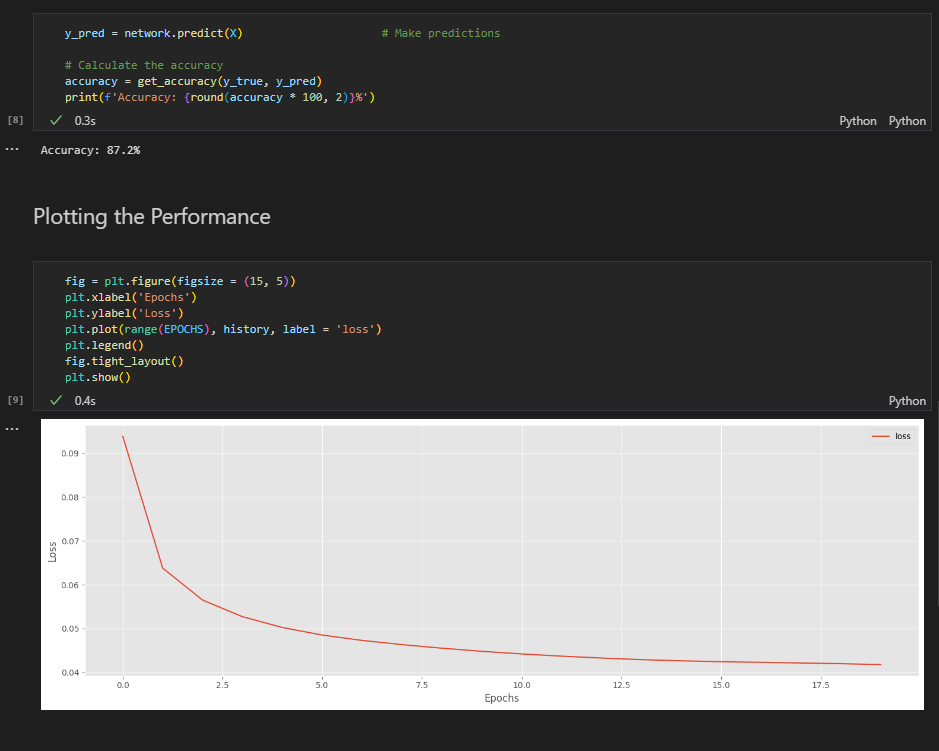 y_pred = network.predict(X) # Make predictions
# Calculate the accuracy
accuracy = get_accuracy(y_true, y_pred)
print(f'Accuracy: {round(accuracy * 100, 2)}%')
[8] 0.3s Python Python
... Accuracy: 87.2%
Plotting the Performance
fig = plt.figure(figsize = (15, 5))
plt.xlabel('Epochs')
plt.ylabel('Loss')
plt.plot(range(EPOCHS), history, label = 'loss')
plt.legend()
fig.tight_layout()
plt.show()
[9] 0.4s Python
...
loss
0.09
0.08
0.07
0.06
0.05
0.04
Loss
0.0 2.5 5.0 7.5 10.0 12.5 15.0 17.5
Epochs